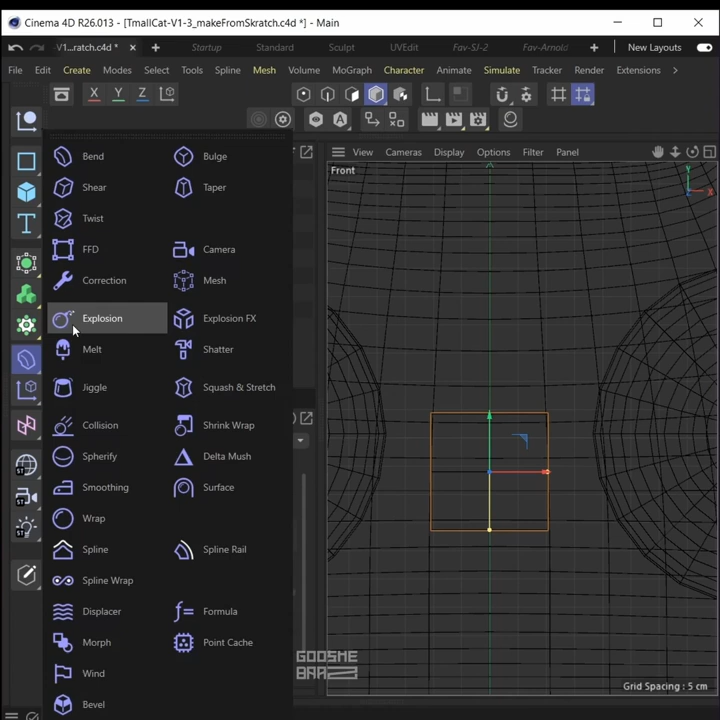 Cinema 4D R26.013 - [TmallCat-V1-3_makeFromSkratch.c4d *] - Main
V1...ratch.c4d * Startup Standard Sculpt UVEdit Fav-SJ-2 Fav-Arnold New Layouts
File Edit Create Modes Select Tools Spline Mesh Volume MoGraph Character Animate Simulate Tracker Render Extensions
X Y Z
A
View Cameras Display Options Filter Panel
Front
Y
X
Z
Bend Bulge
Shear Taper
Twist
FFD Camera
Correction Mesh
Explosion Explosion FX
Melt Shatter
Jiggle Squash & Stretch
Collision Shrink Wrap
Spherify Delta Mush
Smoothing Surface
Wrap
Spline Spline Rail
Spline Wrap
Displacer Formula
Morph Point Cache
Wind
Bevel
T
ST
ST
ST
GOOSHE
BRAZ
Grid Spacing : 5 cm